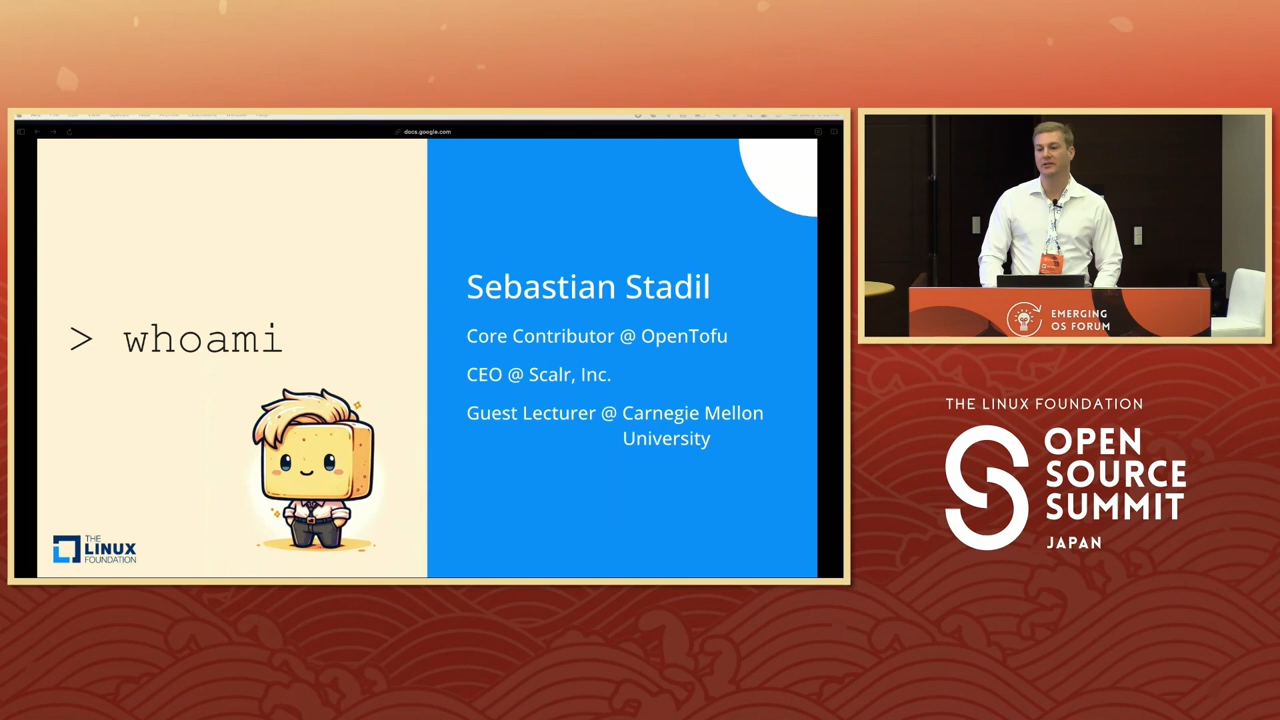 docs.google.com
> whoami
Sebastian Stadil
Core Contributor @ OpenTofu
CEO @ Scalr, Inc.
Guest Lecturer @ Carnegie Mellon
University
THE
LINUX
FOUNDATION
EMERGING
OS FORUM
THE LINUX FOUNDATION
OPEN
SOURCE
SUMMIT
JAPAN